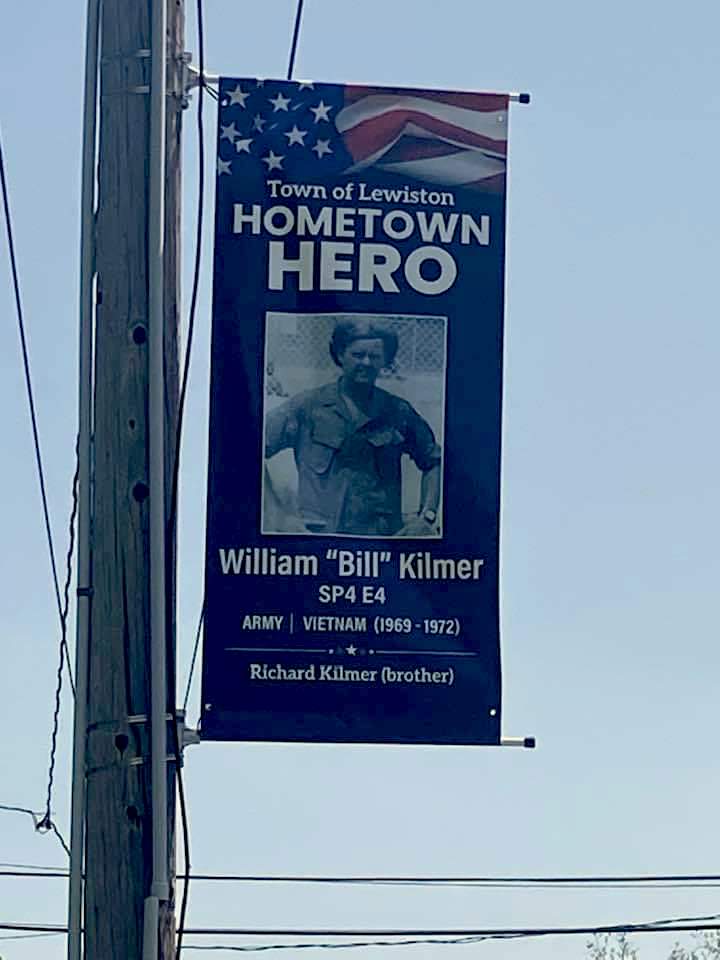 Town of Lewiston
HOMETOWN
HERO
William “Bill” Kilmer
SP4 E4
ARMY | VIETNAM (1969 - 1972)
Richard Kilmer (brother)